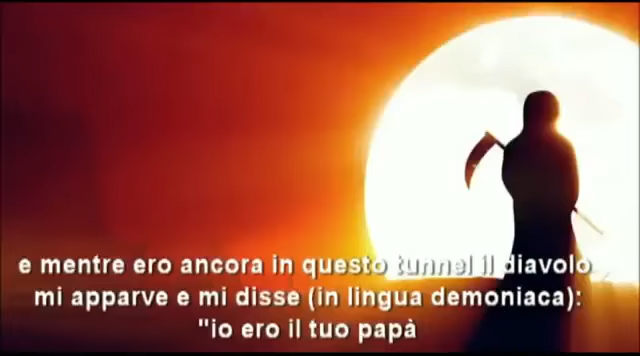 e mentre ero ancora in questo tunnel il diavolo
mi apparve e mi disse (in lingua demoniaca):
"io ero il tuo papà